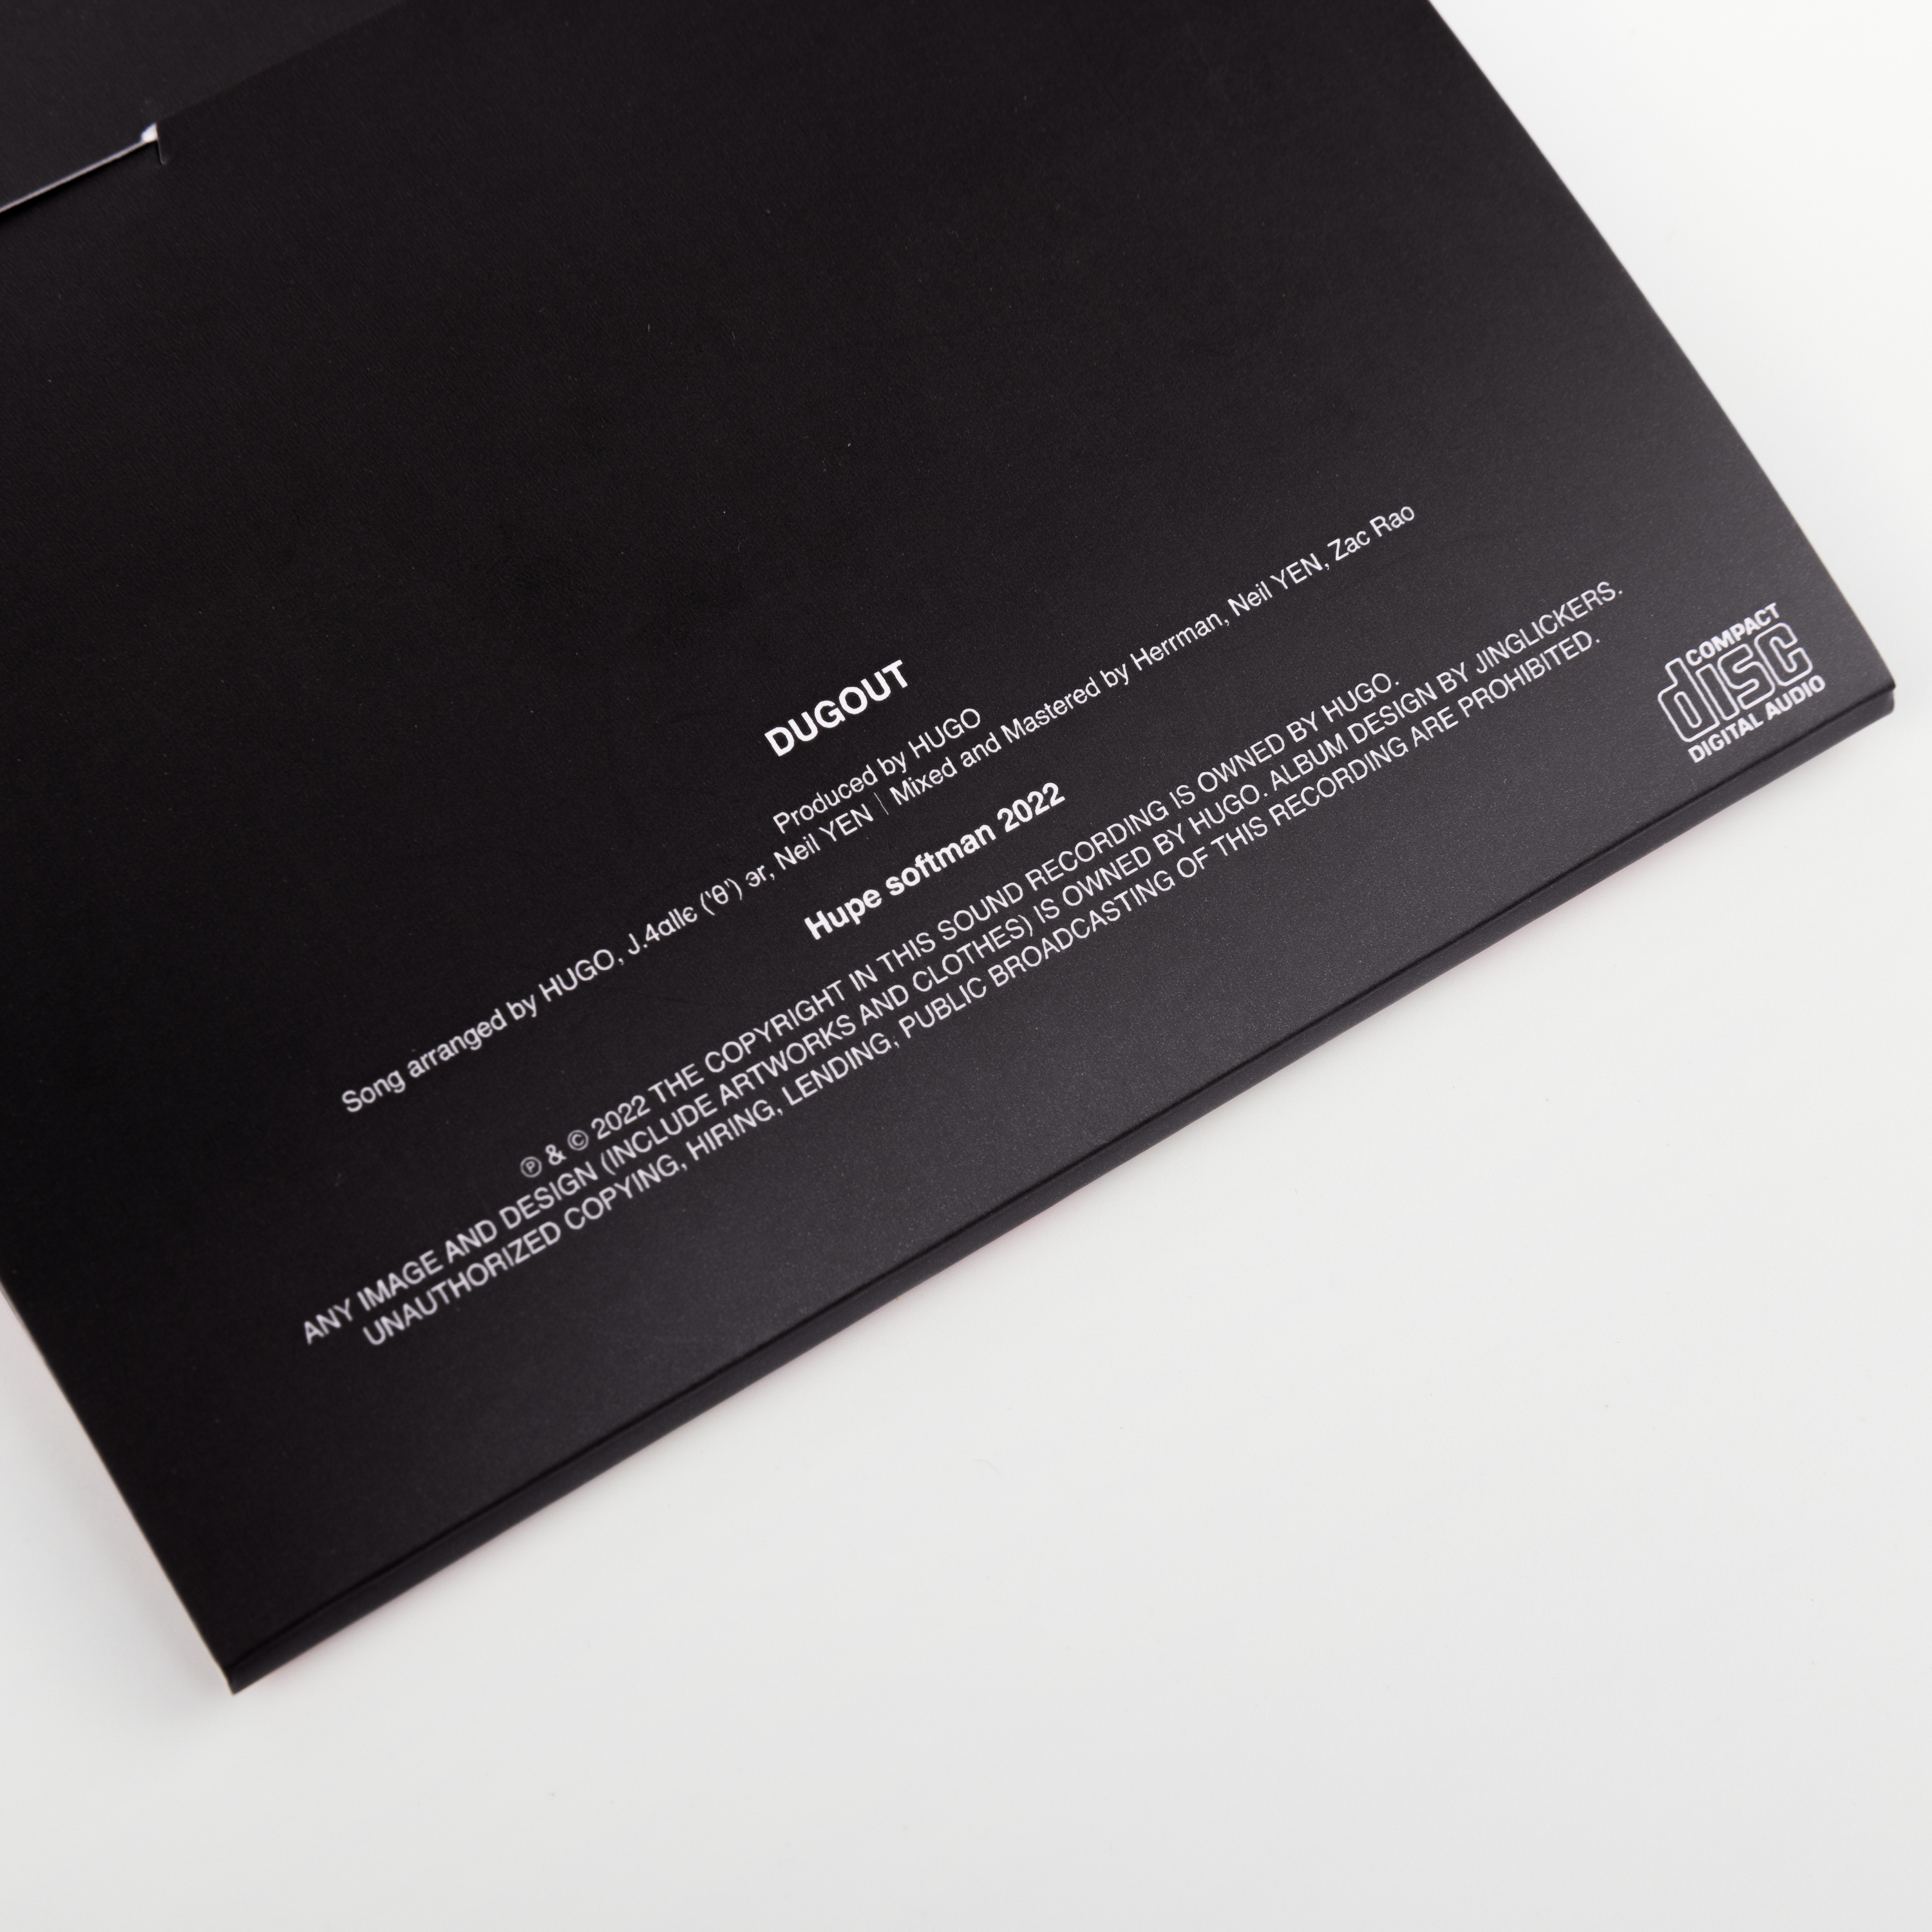 DUGOUT
Produced by HUGO
Song arranged by HUGO, J.4αllє ('θ') эr, Neil YEN | Mixed and Mastered by Herrman, Neil YEN, Zac Rao
Hupe softman 2022
℗ & © 2022 THE COPYRIGHT IN THIS SOUND RECORDING IS OWNED BY HUGO.
ANY IMAGE AND DESIGN (INCLUDE ARTWORKS AND CLOTHES) IS OWNED BY HUGO. ALBUM DESIGN BY JINGLICKERS.
UNAUTHORIZED COPYING, HIRING, LENDING, PUBLIC BROADCASTING OF THIS RECORDING ARE PROHIBITED.
COMPACT
disc
DIGITAL AUDIO